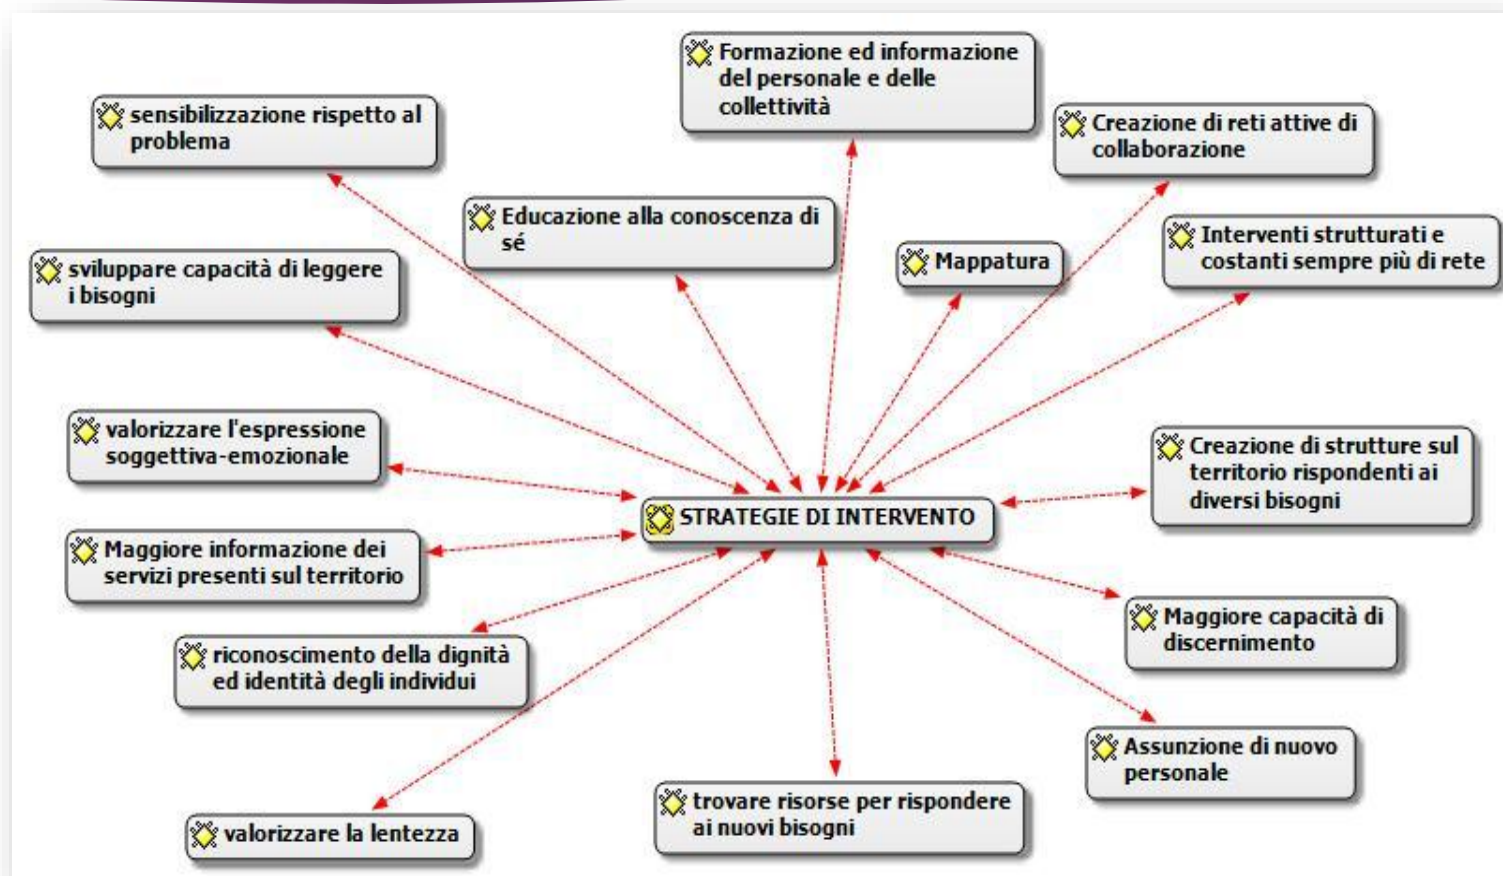 Formazione ed informazione
del personale e delle
collettività
sensibilizzazione rispetto al
problema
Creazione di reti attive di
collaborazione
Educazione alla conoscenza di
sé
Interventi strutturati e
costanti sempre più di rete
Mappatura
sviluppare capacità di leggere
i bisogni
valorizzare l'espressione
soggettiva-emozionale
Creazione di strutture sul
territorio rispondenti ai
diversi bisogni
STRATEGIE DI INTERVENTO
Maggiore informazione dei
servizi presenti sul territorio
Maggiore capacità di
discernimento
riconoscimento della dignità
ed identità degli individui
Assunzione di nuovo
personale
trovare risorse per rispondere
ai nuovi bisogni
valorizzare la lentezza